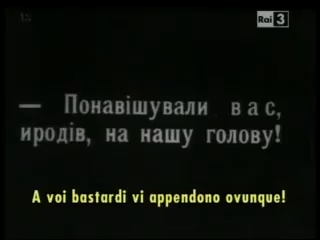 Rai 3
— Понавішували вас,
иродів, на нашу голову!
A voi bastardi vi appendono ovunque!